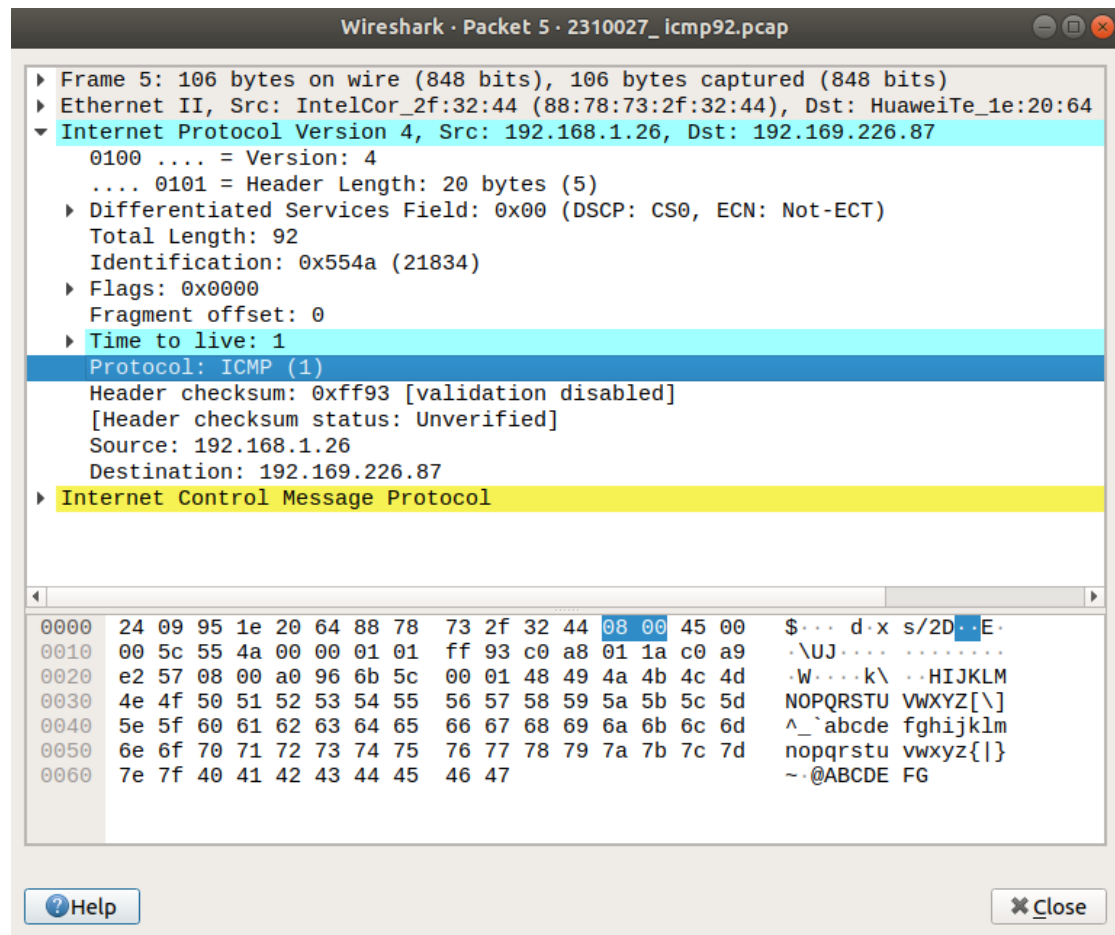 Wireshark · Packet 5 · 2310027_ icmp92.pcap
Frame 5: 106 bytes on wire (848 bits), 106 bytes captured (848 bits)
Ethernet II, Src: IntelCor_2f:32:44 (88:78:73:2f:32:44), Dst: HuaweiTe_1e:20:64
Internet Protocol Version 4, Src: 192.168.1.26, Dst: 192.169.226.87
0100 .... = Version: 4
.... 0101 = Header Length: 20 bytes (5)
Differentiated Services Field: 0x00 (DSCP: CS0, ECN: Not-ECT)
Total Length: 92
Identification: 0x554a (21834)
Flags: 0x0000
Fragment offset: 0
Time to live: 1
Protocol: ICMP (1)
Header checksum: 0xff93 [validation disabled]
[Header checksum status: Unverified]
Source: 192.168.1.26
Destination: 192.169.226.87
Internet Control Message Protocol
0000 24 09 95 1e 20 64 88 78 73 2f 32 44 08 00 45 00 $··· d·x s/2D··E·
0010 00 5c 55 4a 00 00 01 01 ff 93 c0 a8 01 1a c0 a9 ·\UJ···· ········
0020 e2 57 08 00 a0 96 6b 5c 00 01 48 49 4a 4b 4c 4d ·W····k\ ··HIJKLM
0030 4e 4f 50 51 52 53 54 55 56 57 58 59 5a 5b 5c 5d NOPQRSTU VWXYZ[\]
0040 5e 5f 60 61 62 63 64 65 66 67 68 69 6a 6b 6c 6d ^_`abcde fghijklm
0050 6e 6f 70 71 72 73 74 75 76 77 78 79 7a 7b 7c 7d nopqrstu vwxyz{|}
0060 7e 7f 40 41 42 43 44 45 46 47 ~·@ABCDE FG
Help
Close